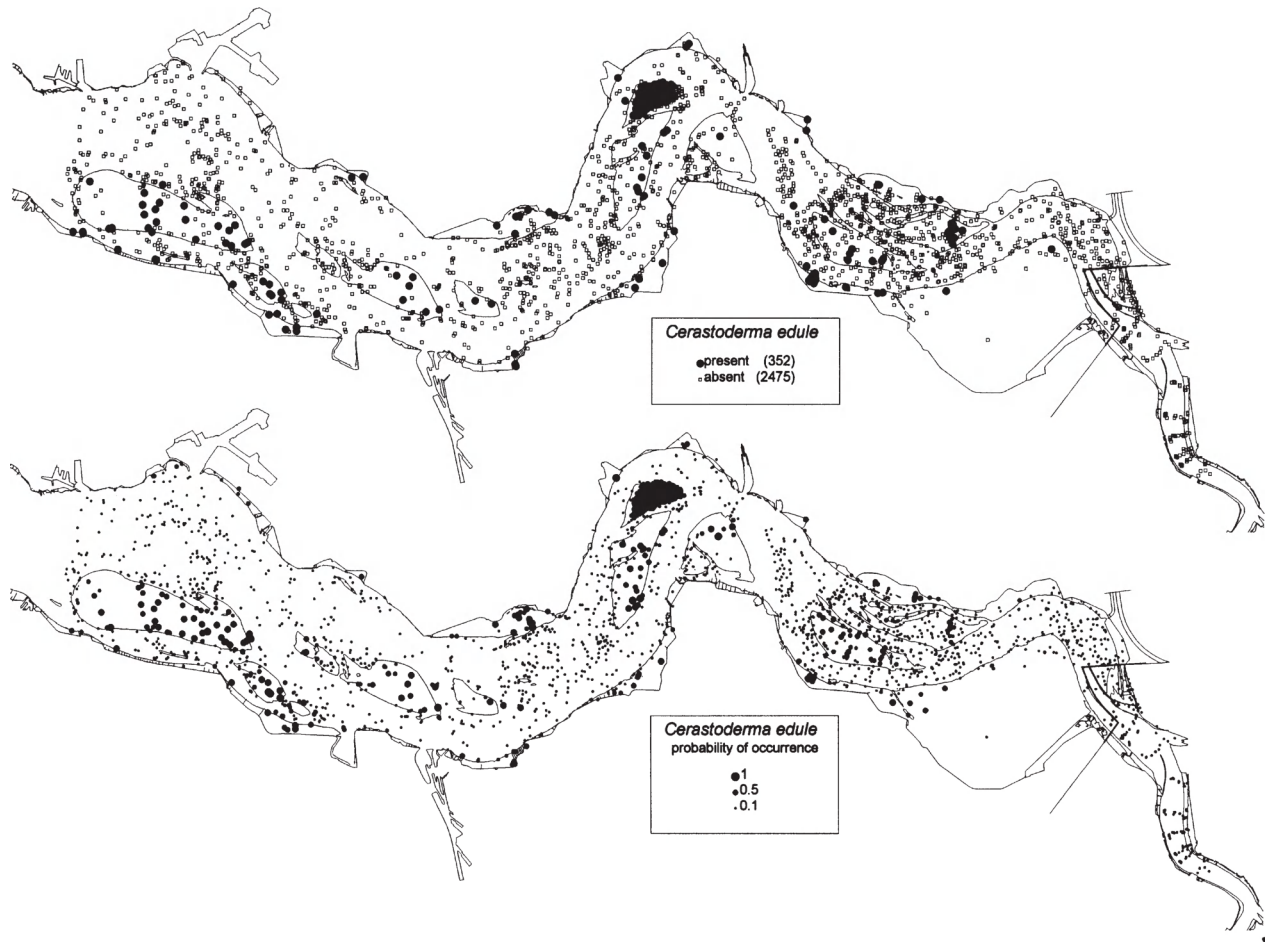 Cerastoderma edule
present (352)
absent (2475)
Cerastoderma edule
probability of occurrence
1
0.5
0.1